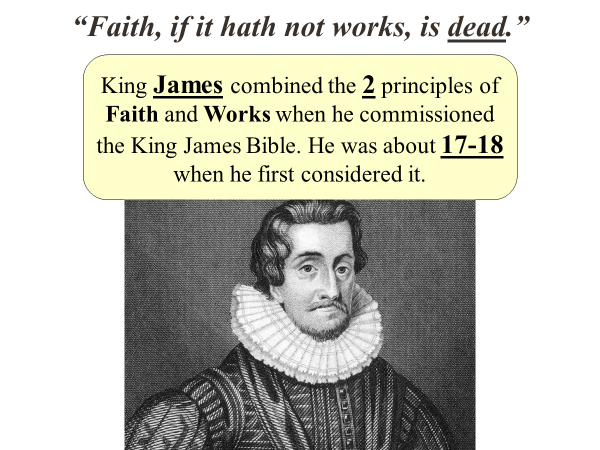 “Faith, if it hath not works, is dead.”
King James combined the 2 principles of
Faith and Works when he commissioned
the King James Bible. He was about 17-18
when he first considered it.